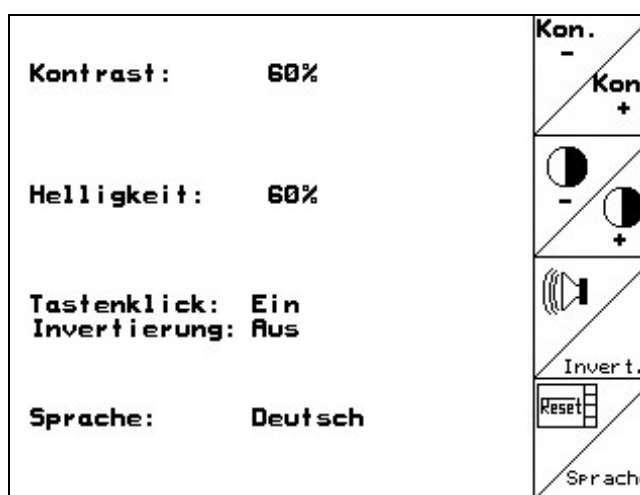 Kontrast: 60%
Helligkeit: 60%
Tastenklick: Ein
Invertierung: Aus
Sprache: Deutsch
Kon.
-
Kon
+
-
+
Invert.
Reset
Sprache